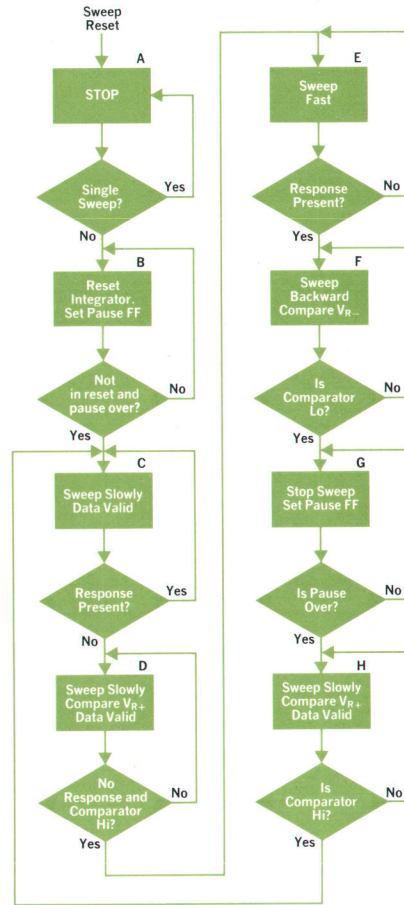 Sweep
Reset
A
STOP
Single
Sweep?
Yes
No
B
Reset
Integrator.
Set Pause FF
Not
in reset and
pause over?
No
Yes
C
Sweep Slowly
Data Valid
Response
Present?
Yes
No
D
Sweep Slowly
Compare VR+
Data Valid
No
Response and
Comparator
Hi?
No
Yes
E
Sweep
Fast
Response
Present?
No
Yes
F
Sweep
Backward
Compare VR−
Is
Comparator
Lo?
No
Yes
G
Stop Sweep
Set Pause FF
Is Pause
Over?
No
Yes
H
Sweep Slowly
Compare VR+
Data Valid
Is
Comparator
Hi?
No
Yes